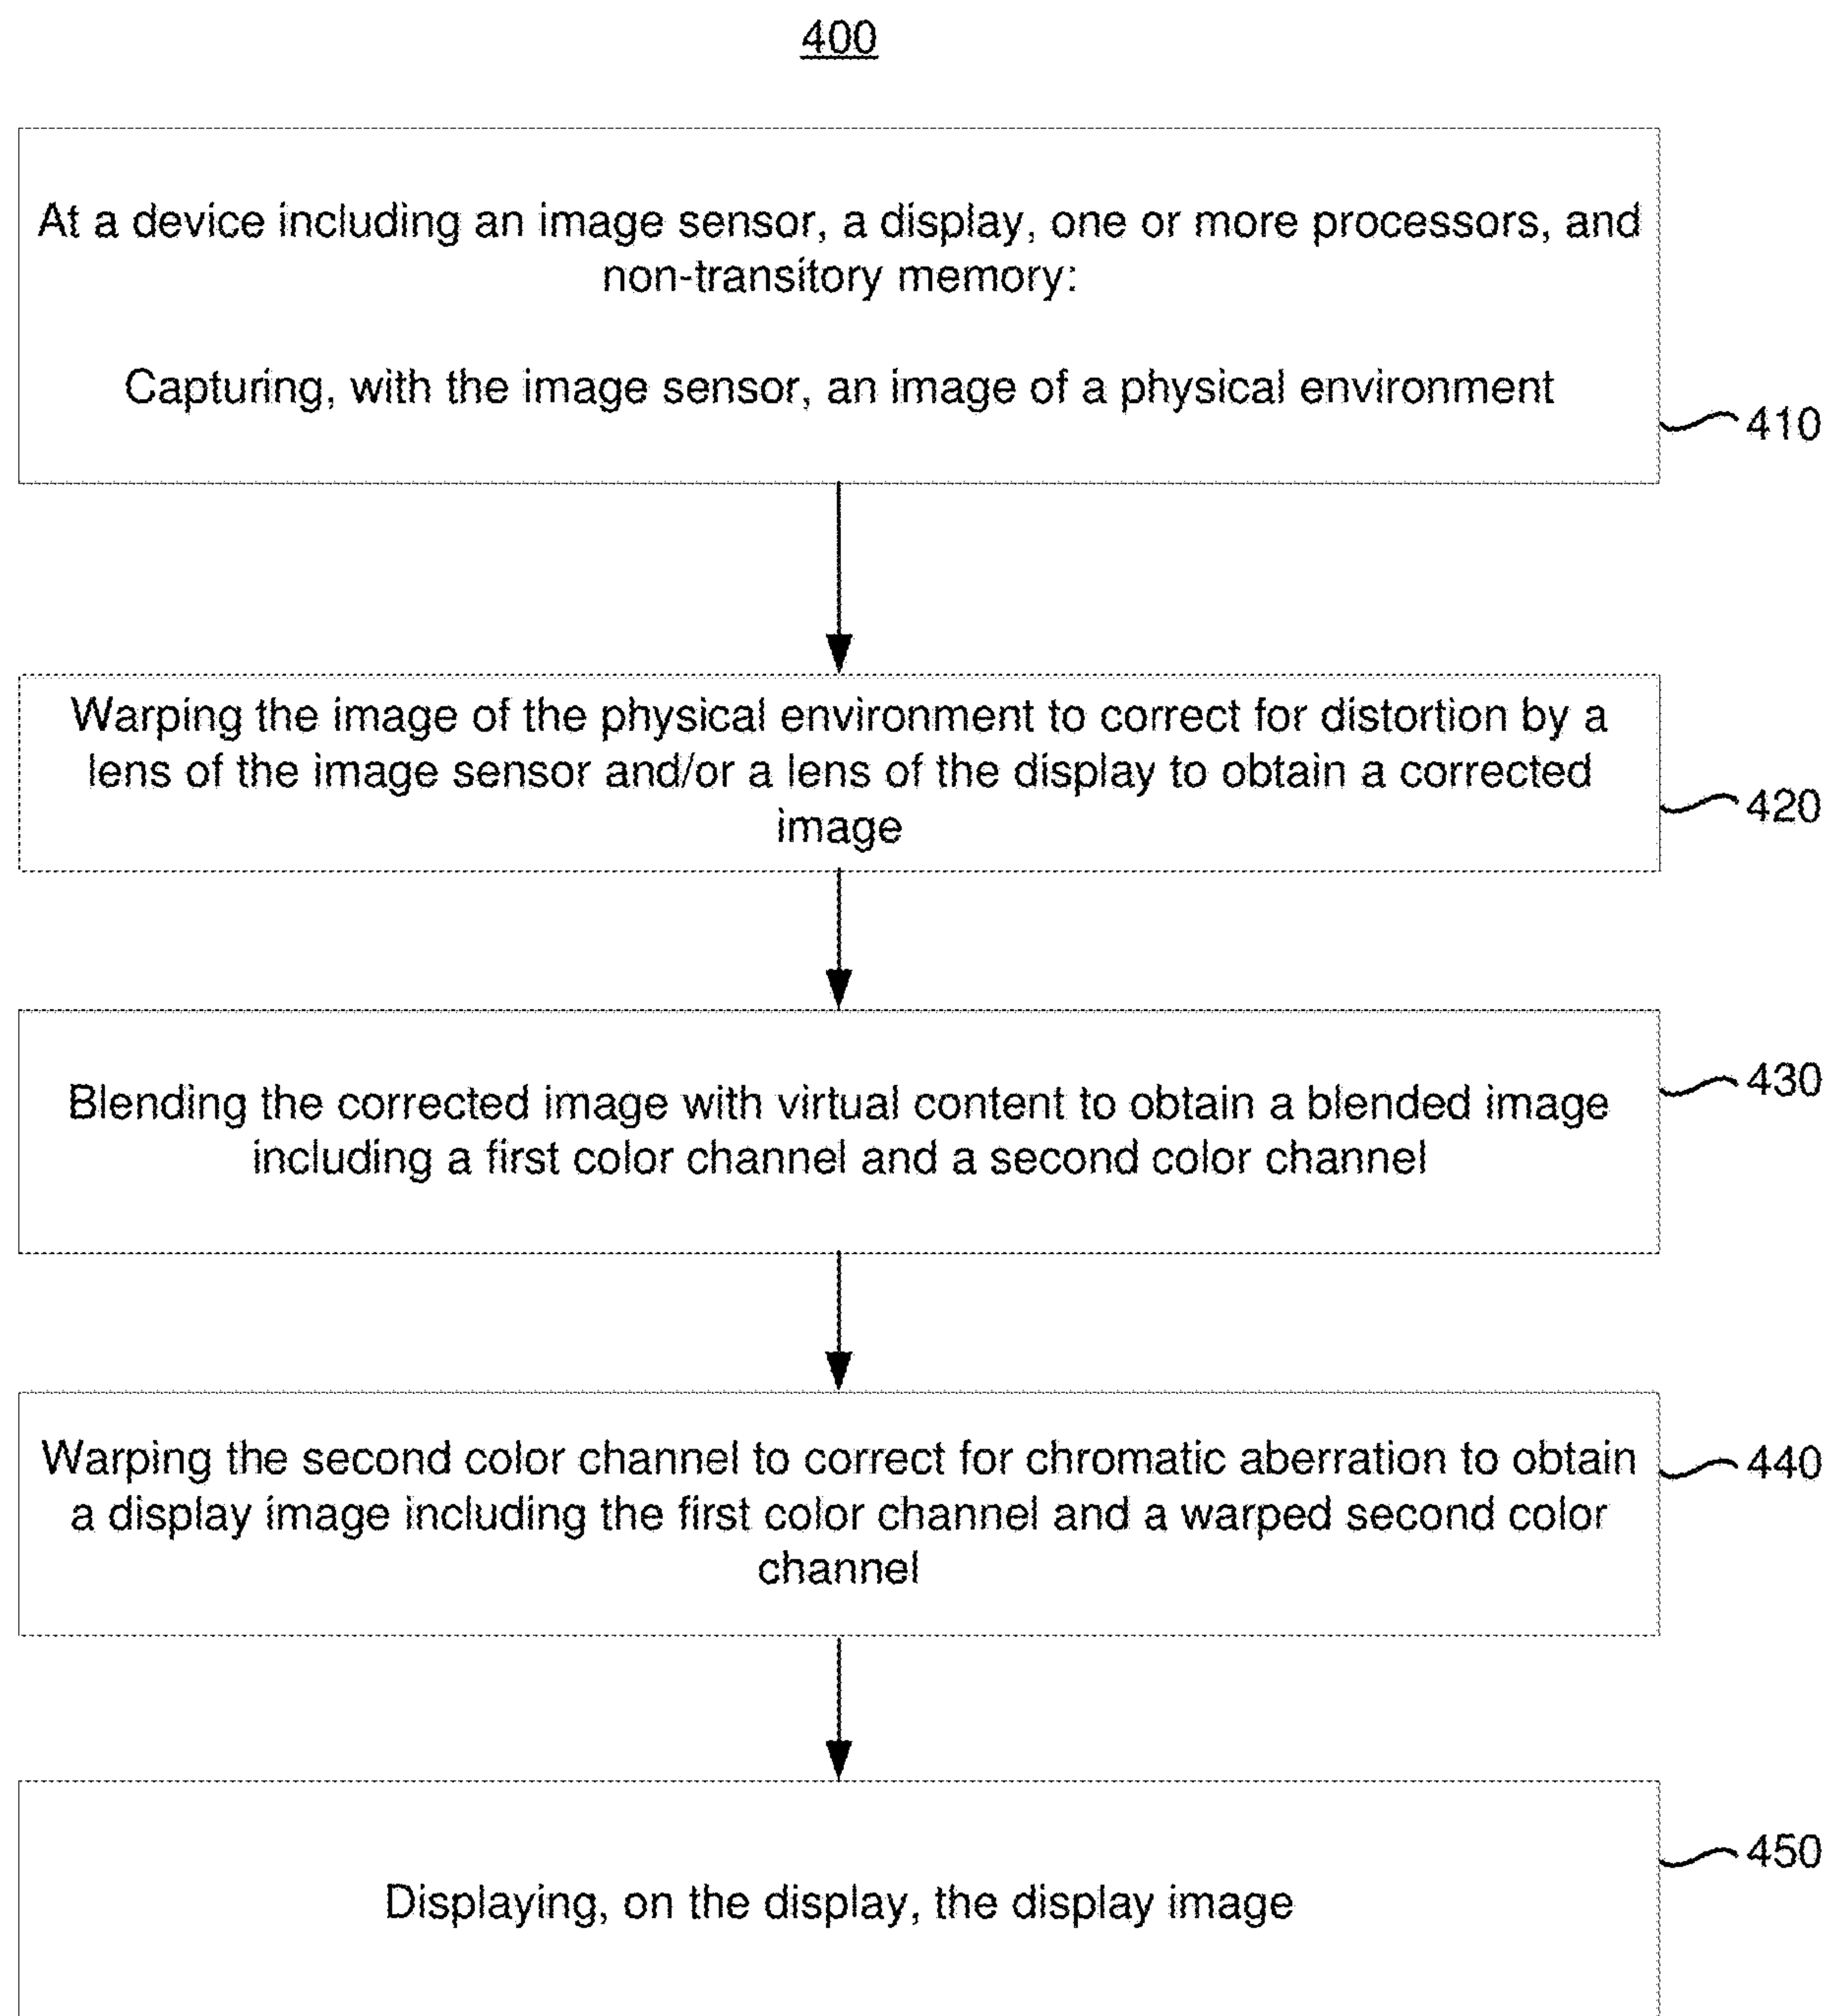 400
At a device including an image sensor, a display, one or more processors, and
non-transitory memory:
Capturing, with the image sensor, an image of a physical environment
410
Warping the image of the physical environment to correct for distortion by a
lens of the image sensor and/or a lens of the display to obtain a corrected
image
420
Blending the corrected image with virtual content to obtain a blended image
including a first color channel and a second color channel
430
Warping the second color channel to correct for chromatic aberration to obtain
a display image including the first color channel and a warped second color
channel
440
Displaying, on the display, the display image
450